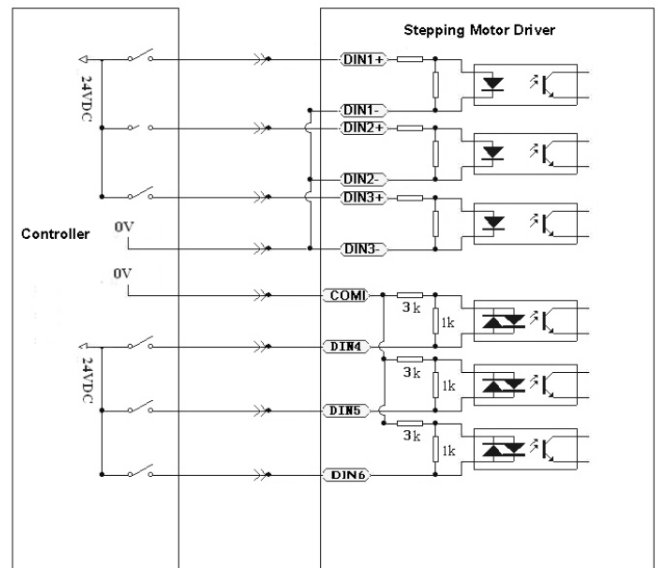 Stepping Motor Driver
DIN1+
24VDC
DIN1-
DIN2+
DIN2-
DIN3+
Controller
0V
DIN3-
0V
COMI
3k
1k
DIN4
24VDC
3k
1k
DIN5
3k
1k
DIN6